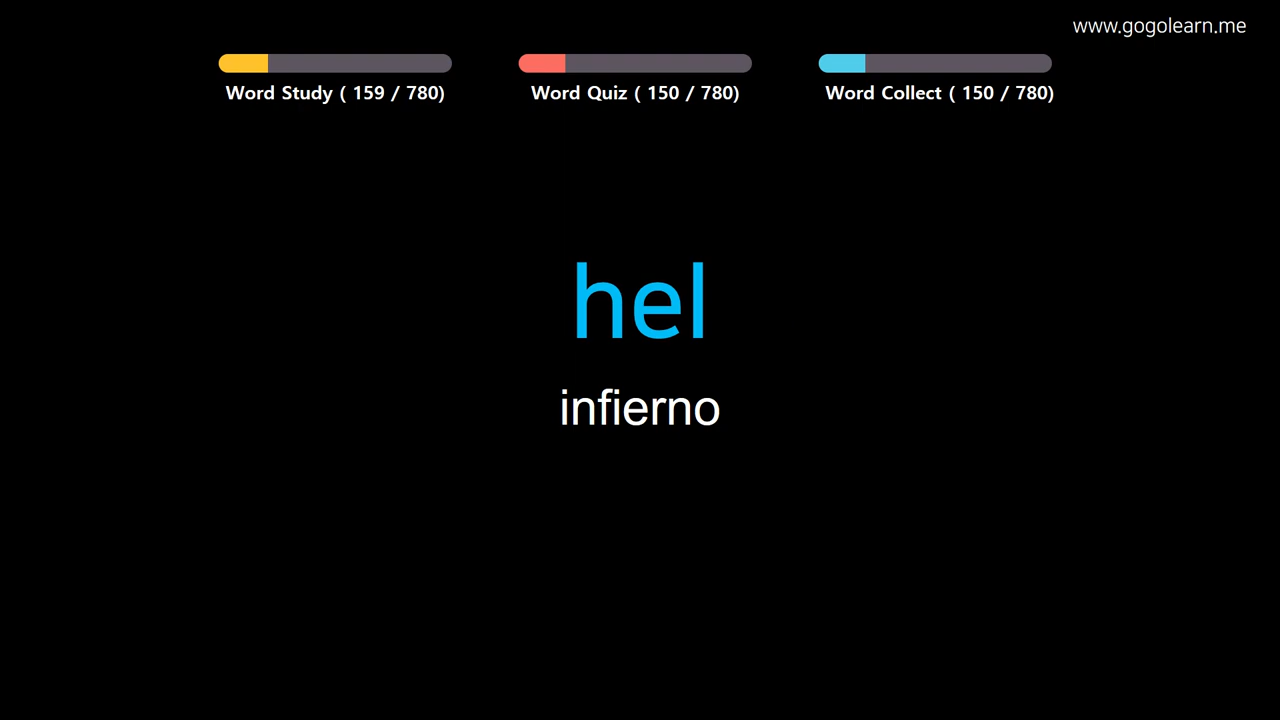 www.gogolearn.me
Word Study ( 159 / 780)
Word Quiz ( 150 / 780)
Word Collect ( 150 / 780)
hel
infierno